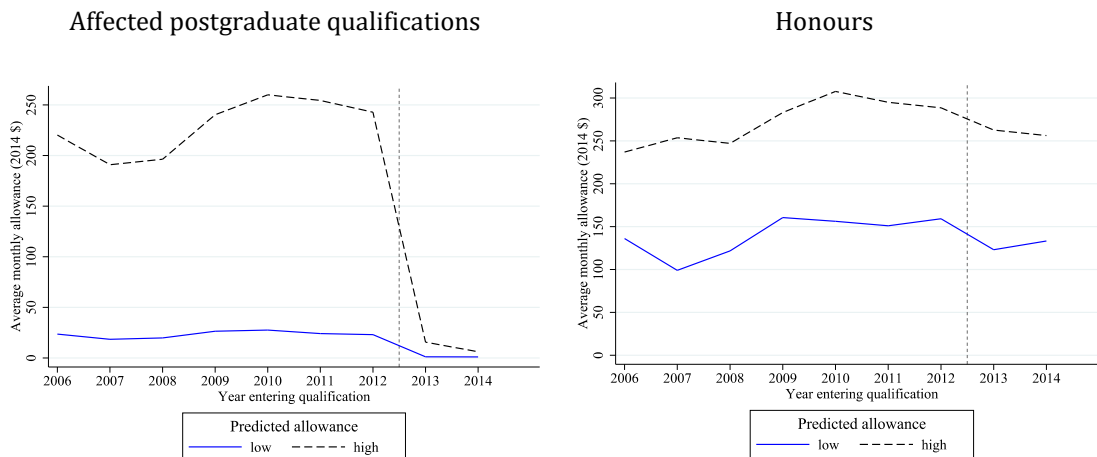 Affected postgraduate qualifications
Average monthly allowance (2014 $)
250
200
150
100
50
0
2006 2007 2008 2009 2010 2011 2012 2013 2014
Year entering qualification
Predicted allowance
low high
Honours
Average monthly allowance (2014 $)
300
250
200
150
100
50
0
2006 2007 2008 2009 2010 2011 2012 2013 2014
Year entering qualification
Predicted allowance
low high